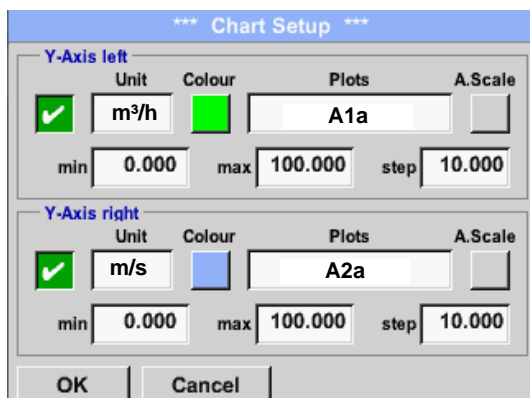 *** Chart Setup ***
Y-Axis left
Unit Colour Plots A.Scale
m³/h A1a
min 0.000 max 100.000 step 10.000
Y-Axis right
Unit Colour Plots A.Scale
m/s A2a
min 0.000 max 100.000 step 10.000
OK Cancel